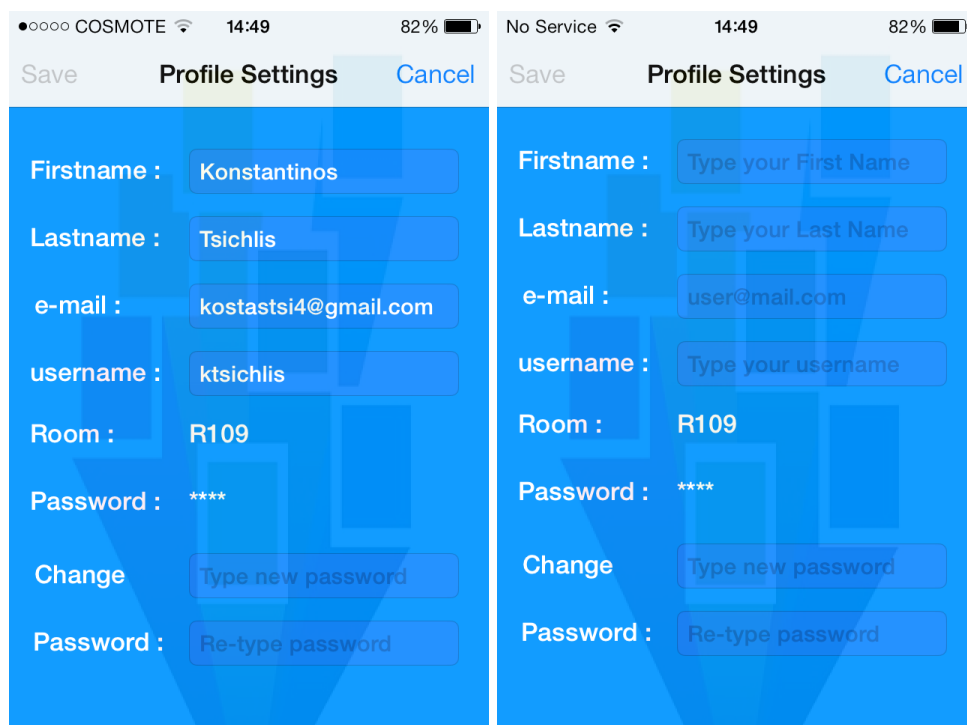 COSMOTE 14:49 82%
Save Profile Settings Cancel
Firstname : Konstantinos
Lastname : Tsichlis
e-mail : kostastsi4@gmail.com
username : ktsichlis
Room : R109
Password : ****
Change Type new password
Password : Re-type password
No Service 14:49 82%
Save Profile Settings Cancel
Firstname : Type your First Name
Lastname : Type your Last Name
e-mail : user@mail.com
username : Type your username
Room : R109
Password : ****
Change Type new password
Password : Re-type password